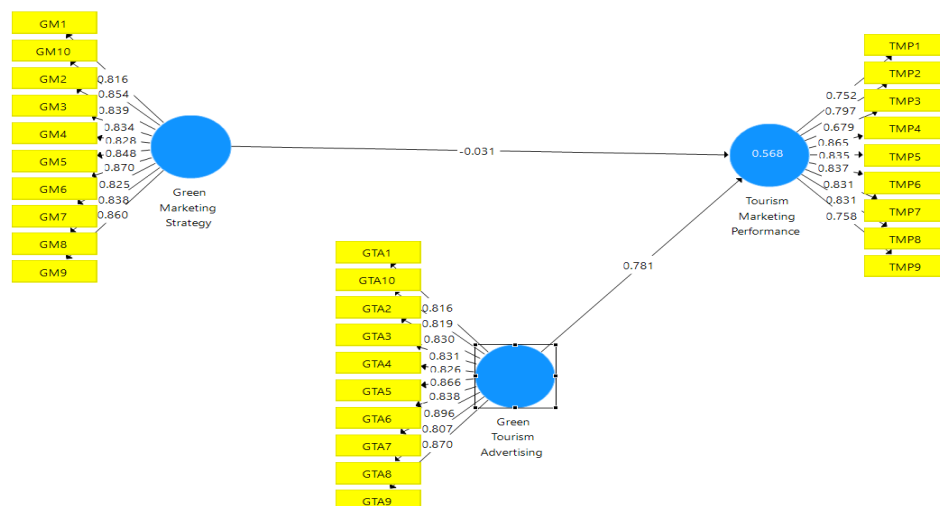 GM1
GM10
GM2
GM3
GM4
GM5
GM6
GM7
GM8
GM9
0.816
0.854
0.839
0.834
0.828
0.848
0.870
0.825
0.838
0.860
Green
Marketing
Strategy
-0.031
0.568
Tourism
Marketing
Performance
0.752
0.797
0.679
0.865
0.835
0.837
0.831
0.831
0.758
TMP1
TMP2
TMP3
TMP4
TMP5
TMP6
TMP7
TMP8
TMP9
0.781
GTA1
GTA10
GTA2
GTA3
GTA4
GTA5
GTA6
GTA7
GTA8
GTA9
0.816
0.819
0.830
0.831
0.826
0.866
0.838
0.896
0.807
0.870
Green
Tourism
Advertising